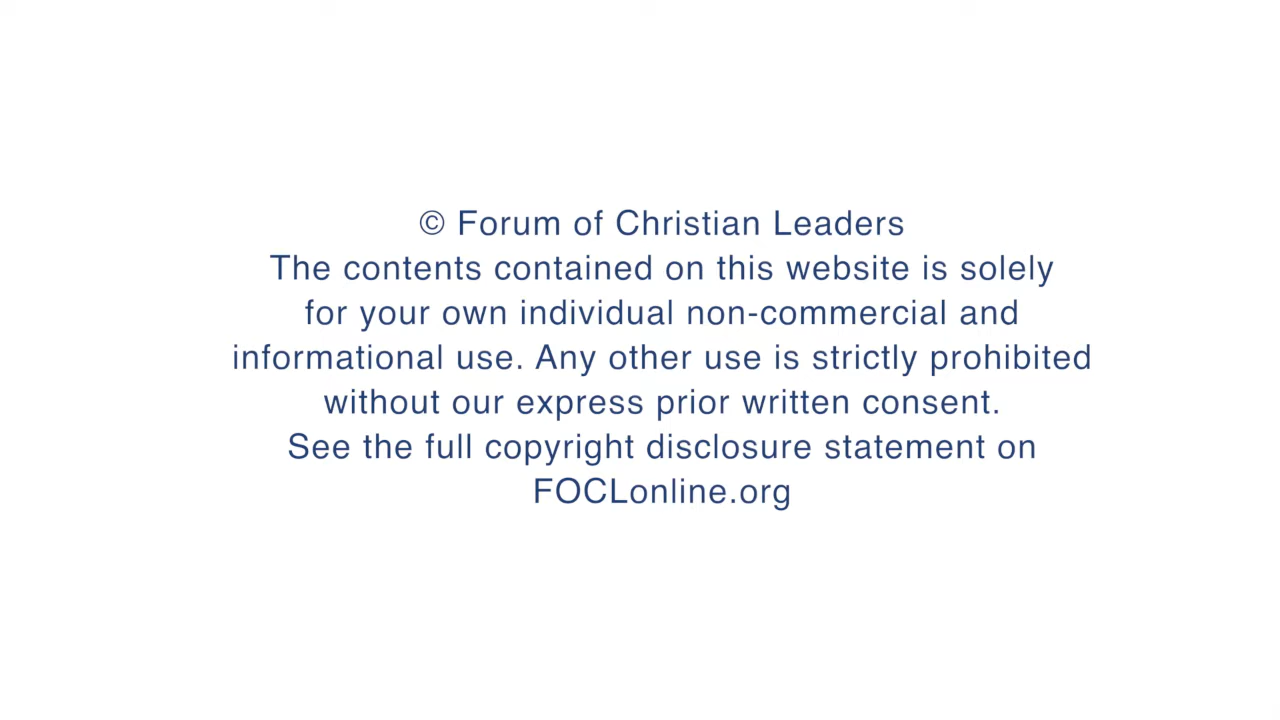 © Forum of Christian Leaders
The contents contained on this website is solely
for your own individual non-commercial and
informational use. Any other use is strictly prohibited
without our express prior written consent.
See the full copyright disclosure statement on
FOCLonline.org